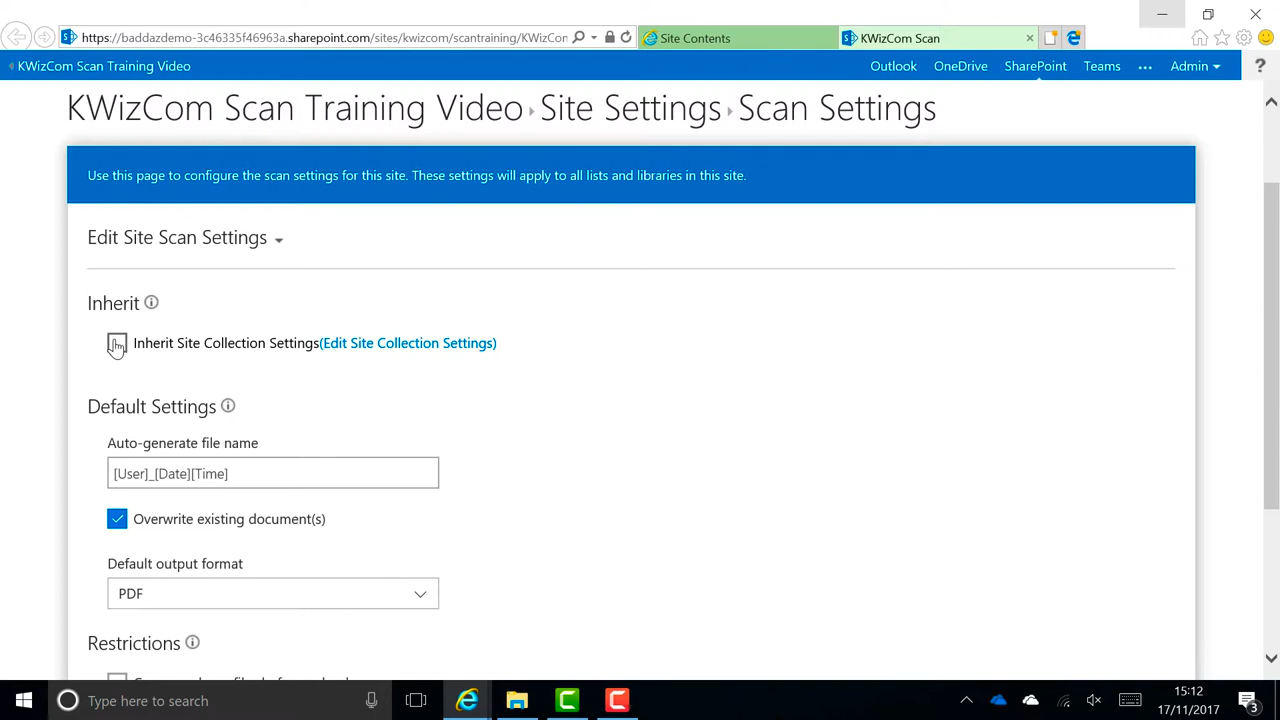 https://baddazdemo-3c46335f46963a.sharepoint.com/sites/kwizcom/scantraining/KWizCon
Site Contents
KWizCom Scan
KWizCom Scan Training Video
Outlook
OneDrive
SharePoint
Teams
...
Admin
?
KWizCom Scan Training Video › Site Settings › Scan Settings
Use this page to configure the scan settings for this site. These settings will apply to all lists and libraries in this site.
Edit Site Scan Settings
Inherit
Inherit Site Collection Settings(Edit Site Collection Settings)
Default Settings
Auto-generate file name
[User]_[Date][Time]
Overwrite existing document(s)
Default output format
PDF
Restrictions
Type here to search
15:12
17/11/2017
3